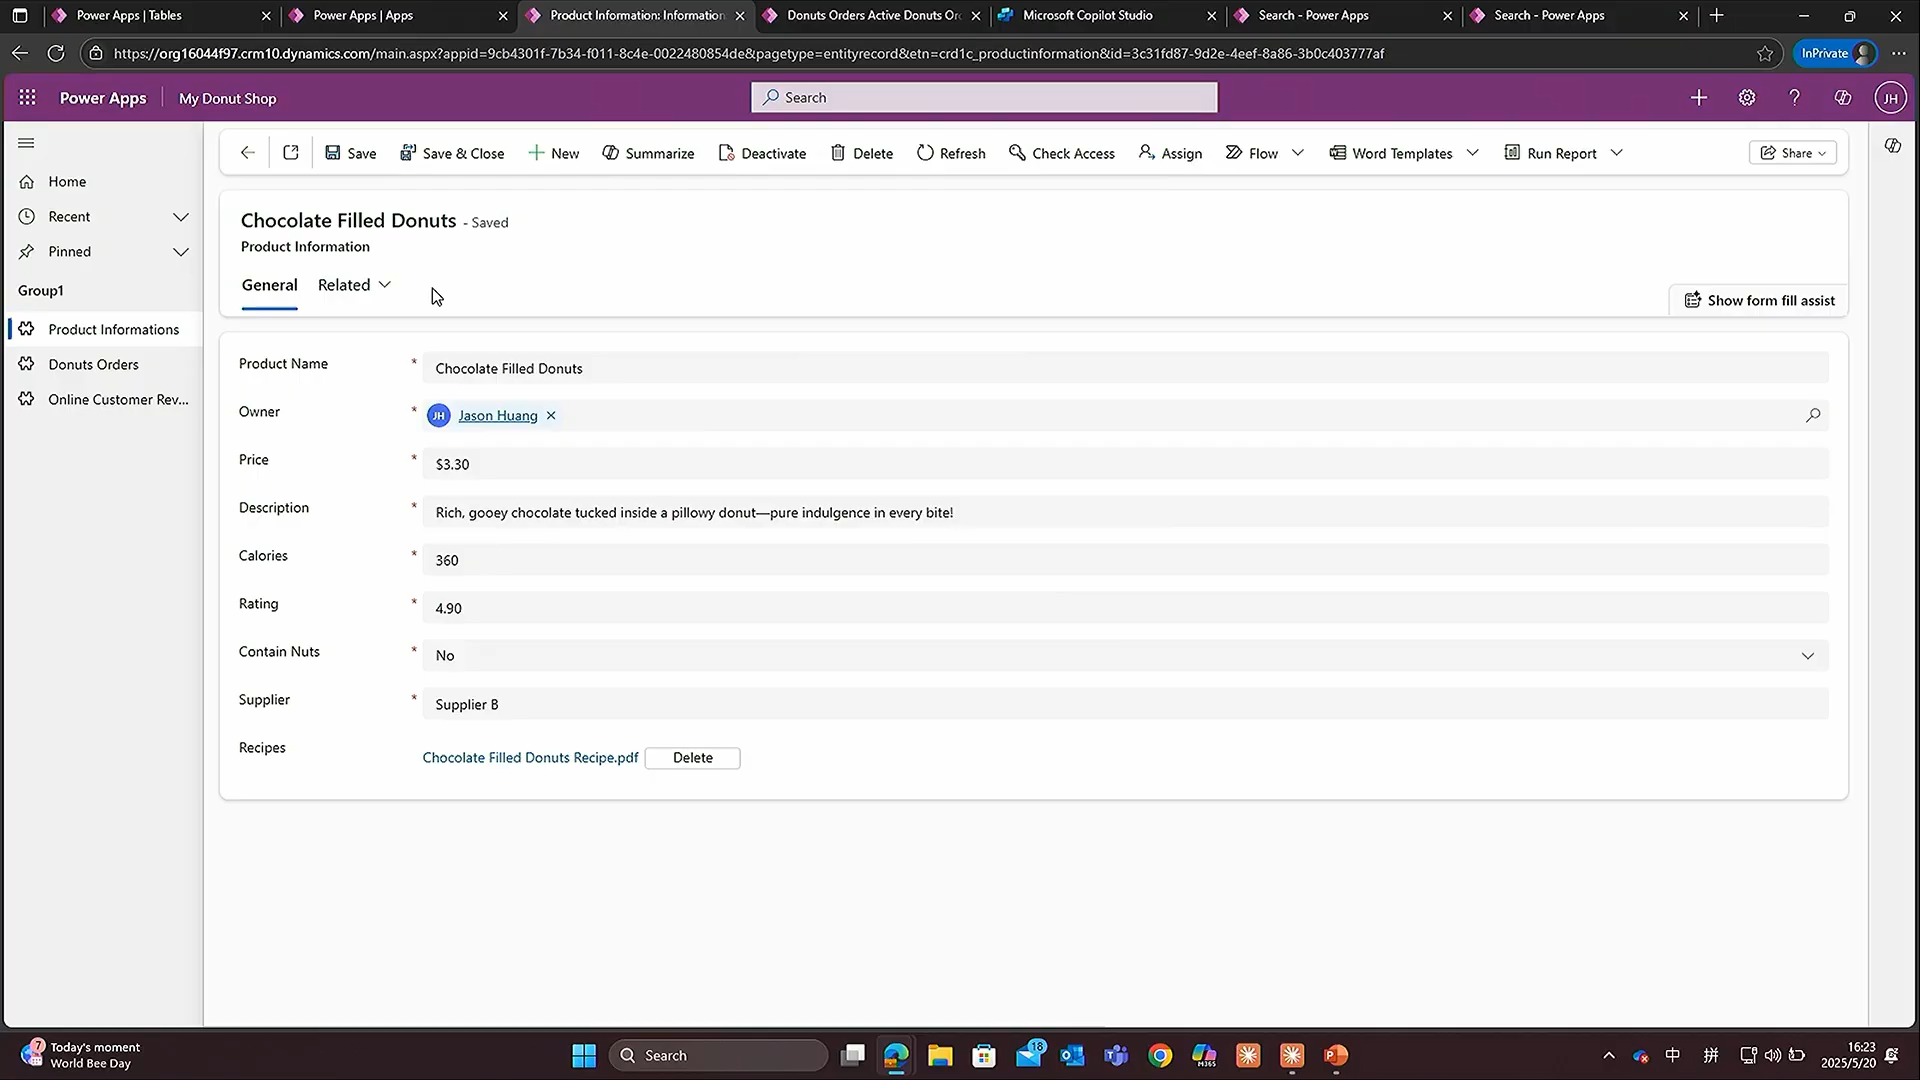 Power Apps | Tables
Power Apps | Apps
Product Information: Information
Donuts Orders Active Donuts Or
Microsoft Copilot Studio
Search - Power Apps
Search - Power Apps
https://org16044f97.crm10.dynamics.com/main.aspx?appid=9cb4301f-7b34-f011-8c4e-0022480854de&pagetype=entityrecord&etn=crd1c_productinformation&id=3c31fd87-9d2e-4eef-8a86-3b0c403777af
InPrivate
Power Apps
My Donut Shop
Search
JH
Save
Save & Close
New
Summarize
Deactivate
Delete
Refresh
Check Access
Assign
Flow
Word Templates
Run Report
Share
Home
Recent
Pinned
Group1
Product Informations
Donuts Orders
Online Customer Rev...
Chocolate Filled Donuts - Saved
Product Information
General
Related
Show form fill assist
Product Name * Chocolate Filled Donuts
Owner * JH Jason Huang
Price * $3.30
Description * Rich, gooey chocolate tucked inside a pillowy donut—pure indulgence in every bite!
Calories * 360
Rating * 4.90
Contain Nuts * No
Supplier * Supplier B
Recipes Chocolate Filled Donuts Recipe.pdf Delete
7
Today's moment
World Bee Day
Search
18
M365
中
拼
16:23
2025/5/20